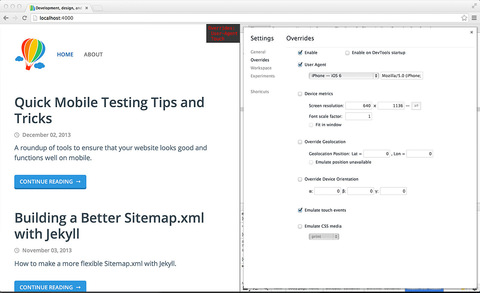 Development, design, and
localhost:4000
HOME
ABOUT
Quick Mobile Testing Tips and
Tricks
December 02, 2013
A roundup of tools to ensure that your website looks good and
functions well on mobile.
CONTINUE READING →
Building a Better Sitemap.xml
with Jekyll
November 03, 2013
How to make a more flexible Sitemap.xml with Jekyll.
CONTINUE READING →
Settings
General
Overrides
Workspace
Experiments
Shortcuts
Overrides
Enable
Enable on DevTools startup
User Agent
iPhone — iOS 6
Mozilla/5.0 (iPhone;
Device metrics
Screen resolution: 640 x 1136
Font scale factor: 1
Fit in window
Override Geolocation
Geolocation Position: Lat = 0 , Lon = 0
Emulate position unavailable
Override Device Orientation
α: 0 β: 0 γ: 0
Emulate touch events
Emulate CSS media
print